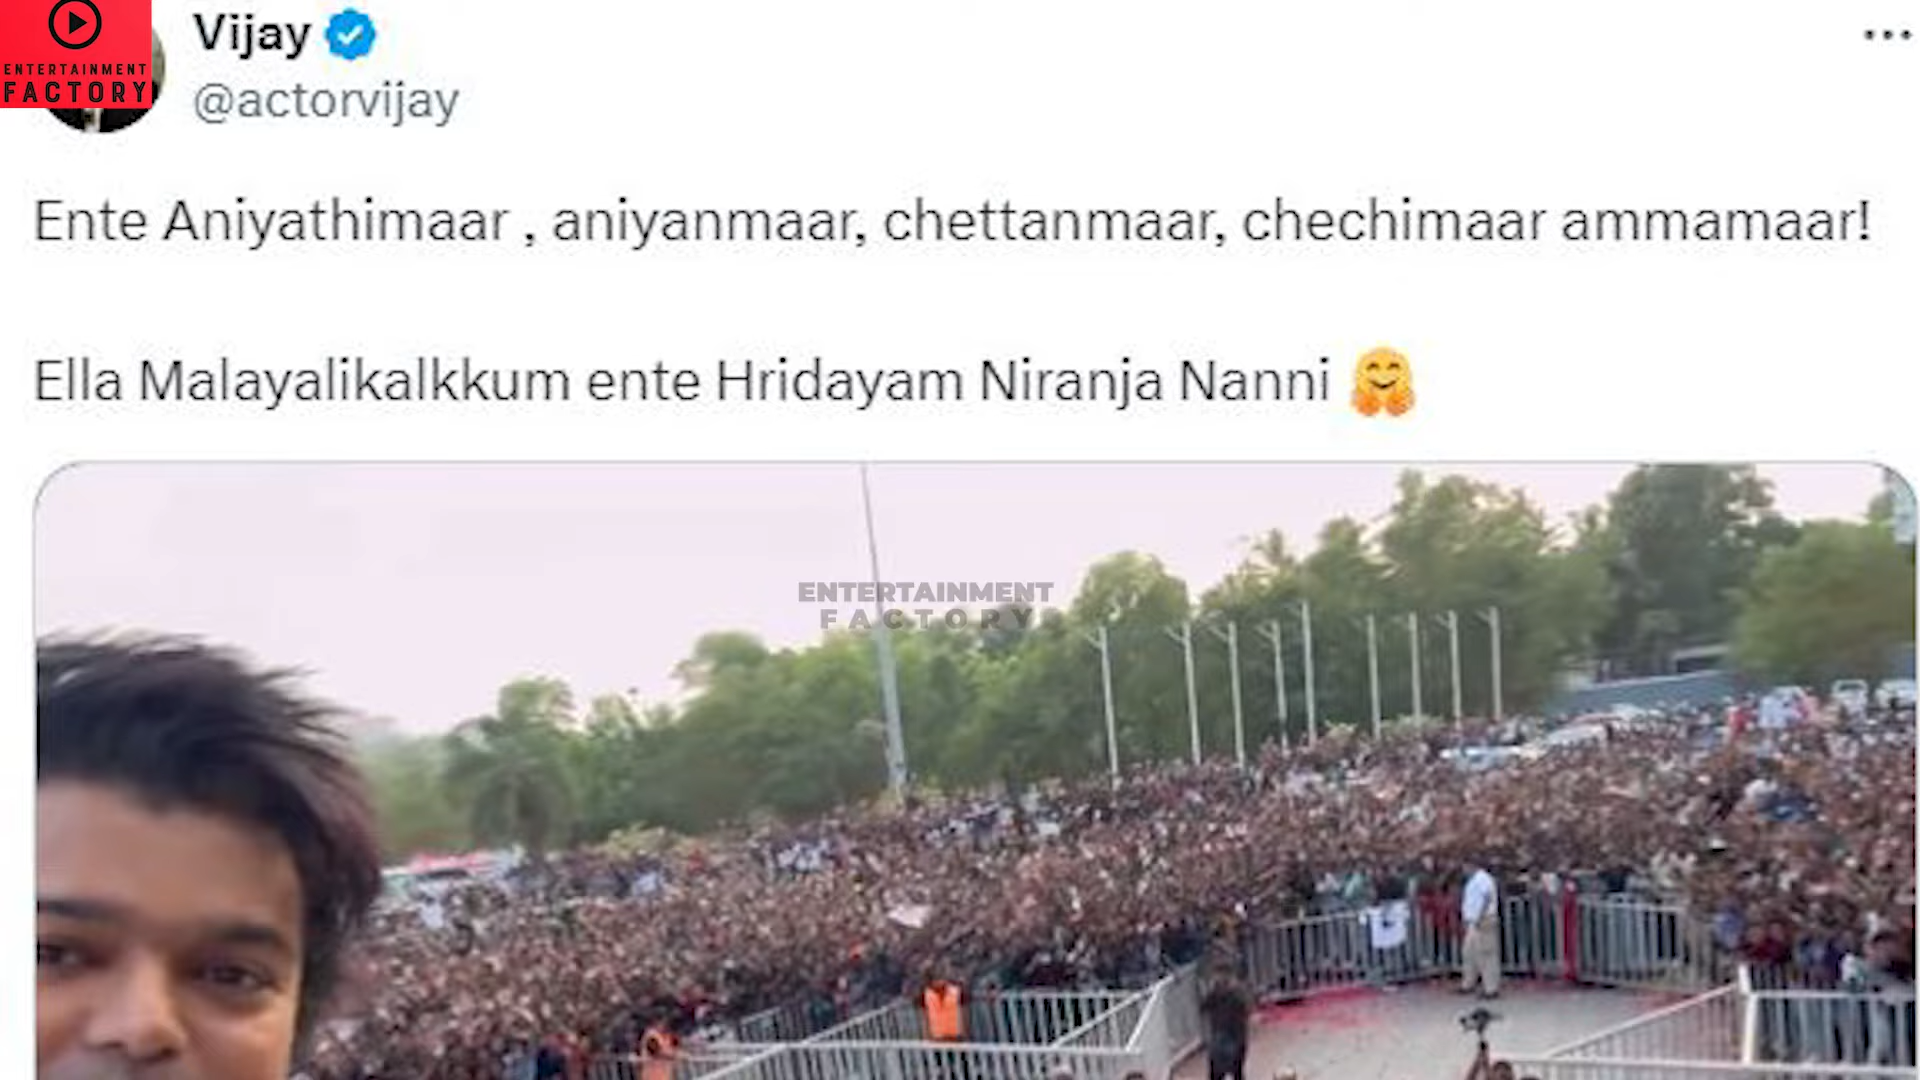 ENTERTAINMENT
FACTORY
Vijay
@actorvijay
Ente Aniyathimaar , aniyanmaar, chettanmaar, chechimaar ammamaar!
Ella Malayalikalkkum ente Hridayam Niranja Nanni 🤗
ENTERTAINMENT
FACTORY